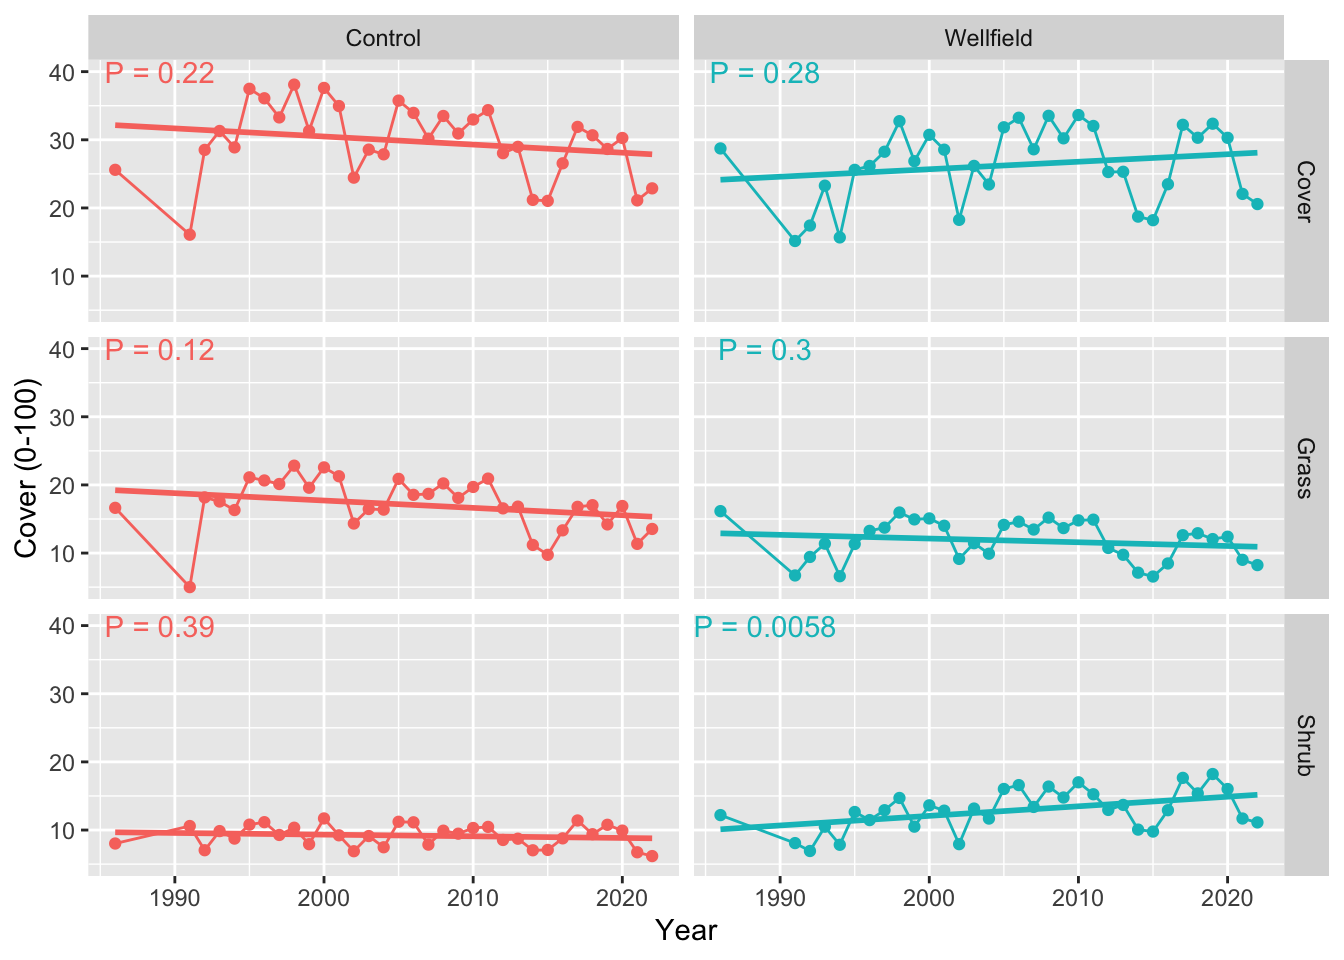 Control
Wellfield
P = 0.22
P = 0.28
40
30
20
10
Cover
P = 0.12
P = 0.3
40
30
20
10
Grass
P = 0.39
P = 0.0058
40
30
20
10
Shrub
Cover (0-100)
1990 2000 2010 2020
1990 2000 2010 2020
Year